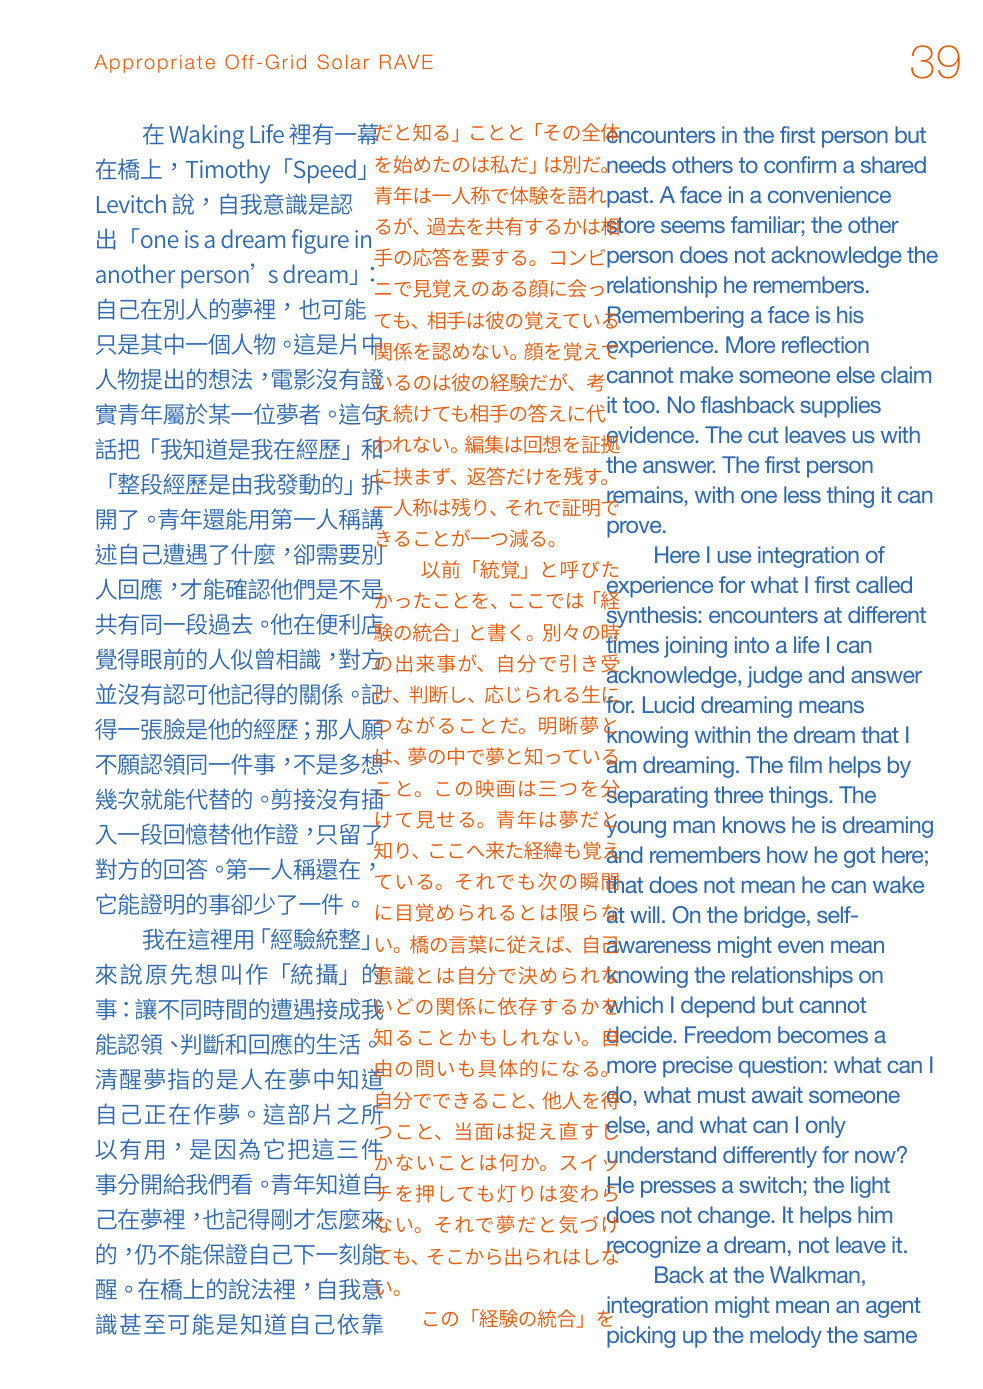 Appropriate Off-Grid Solar RAVE
39
在 Waking Life 裡有一幕
在橋上，Timothy「Speed」
Levitch 說，自我意識是認
出「one is a dream figure in
another person’s dream」：
自己在別人的夢裡，也可能
只是其中一個人物。這是片中
人物提出的想法，電影沒有證
實青年屬於某一位夢者。這句
話把「我知道是我在經歷」和
「整段經歷是由我發動的」拆
開了。青年還能用第一人稱講
述自己遭遇了什麼，卻需要別
人回應，才能確認他們是不是
共有同一段過去。他在便利店
覺得眼前的人似曾相識，對方
並沒有認可他記得的關係。記
得一張臉是他的經歷；那人願
不願認領同一件事，不是多想
幾次就能代替的。剪接沒有插
入一段回憶替他作證，只留了
對方的回答。第一人稱還在，
它能證明的事卻少了一件。
我在這裡用「經驗統整」
來說原先想叫作「統攝」的
事：讓不同時間的遭遇接成我
能認領、判斷和回應的生活。
清醒夢指的是人在夢中知道
自己正在作夢。這部片之所
以有用，是因為它把這三件
事分開給我們看。青年知道自
己在夢裡，也記得剛才怎麼來
的，仍不能保證自己下一刻能
醒。在橋上的說法裡，自我意
識甚至可能是知道自己依靠
だと知る」ことと「その全体
を始めたのは私だ」は別だ。
青年は一人称で体験を語れ
るが、過去を共有するかは相
手の応答を要する。コンビ
ニで見覚えのある顔に会っ
ても、相手は彼の覚えている
関係を認めない。顔を覚えて
いるのは彼の経験だが、考
え続けても相手の答えに代
われない。編集は回想を証拠
に挟まず、返答だけを残す。
一人称は残り、それで証明で
きることが一つ減る。
以前「統覚」と呼びた
かったことを、ここでは「経
験の統合」と書く。別々の時
の出来事が、自分で引き受
け、判断し、応じられる生に
つながることだ。明晰夢と
は、夢の中で夢と知っている
こと。この映画は三つを分
けて見せる。青年は夢だと
知り、ここへ来た経緯も覚え
ている。それでも次の瞬間
に目覚められるとは限らな
い。橋の言葉に従えば、自己
意識とは自分で決められな
いどの関係に依存するかを
知ることかもしれない。自
由の問いも具体的になる。
自分でできること、他人を待
つこと、当面は捉え直すし
かないことは何か。スイッ
チを押しても灯りは変わら
ない。それで夢だと気づけ
ても、そこから出られはしな
い。
この「経験の統合」を
encounters in the first person but
needs others to confirm a shared
past. A face in a convenience
store seems familiar; the other
person does not acknowledge the
relationship he remembers.
Remembering a face is his
experience. More reflection
cannot make someone else claim
it too. No flashback supplies
evidence. The cut leaves us with
the answer. The first person
remains, with one less thing it can
prove.
Here I use integration of
experience for what I first called
synthesis: encounters at different
times joining into a life I can
acknowledge, judge and answer
for. Lucid dreaming means
knowing within the dream that I
am dreaming. The film helps by
separating three things. The
young man knows he is dreaming
and remembers how he got here;
that does not mean he can wake
at will. On the bridge, self-
awareness might even mean
knowing the relationships on
which I depend but cannot
decide. Freedom becomes a
more precise question: what can I
do, what must await someone
else, and what can I only
understand differently for now?
He presses a switch; the light
does not change. It helps him
recognize a dream, not leave it.
Back at the Walkman,
integration might mean an agent
picking up the melody the same